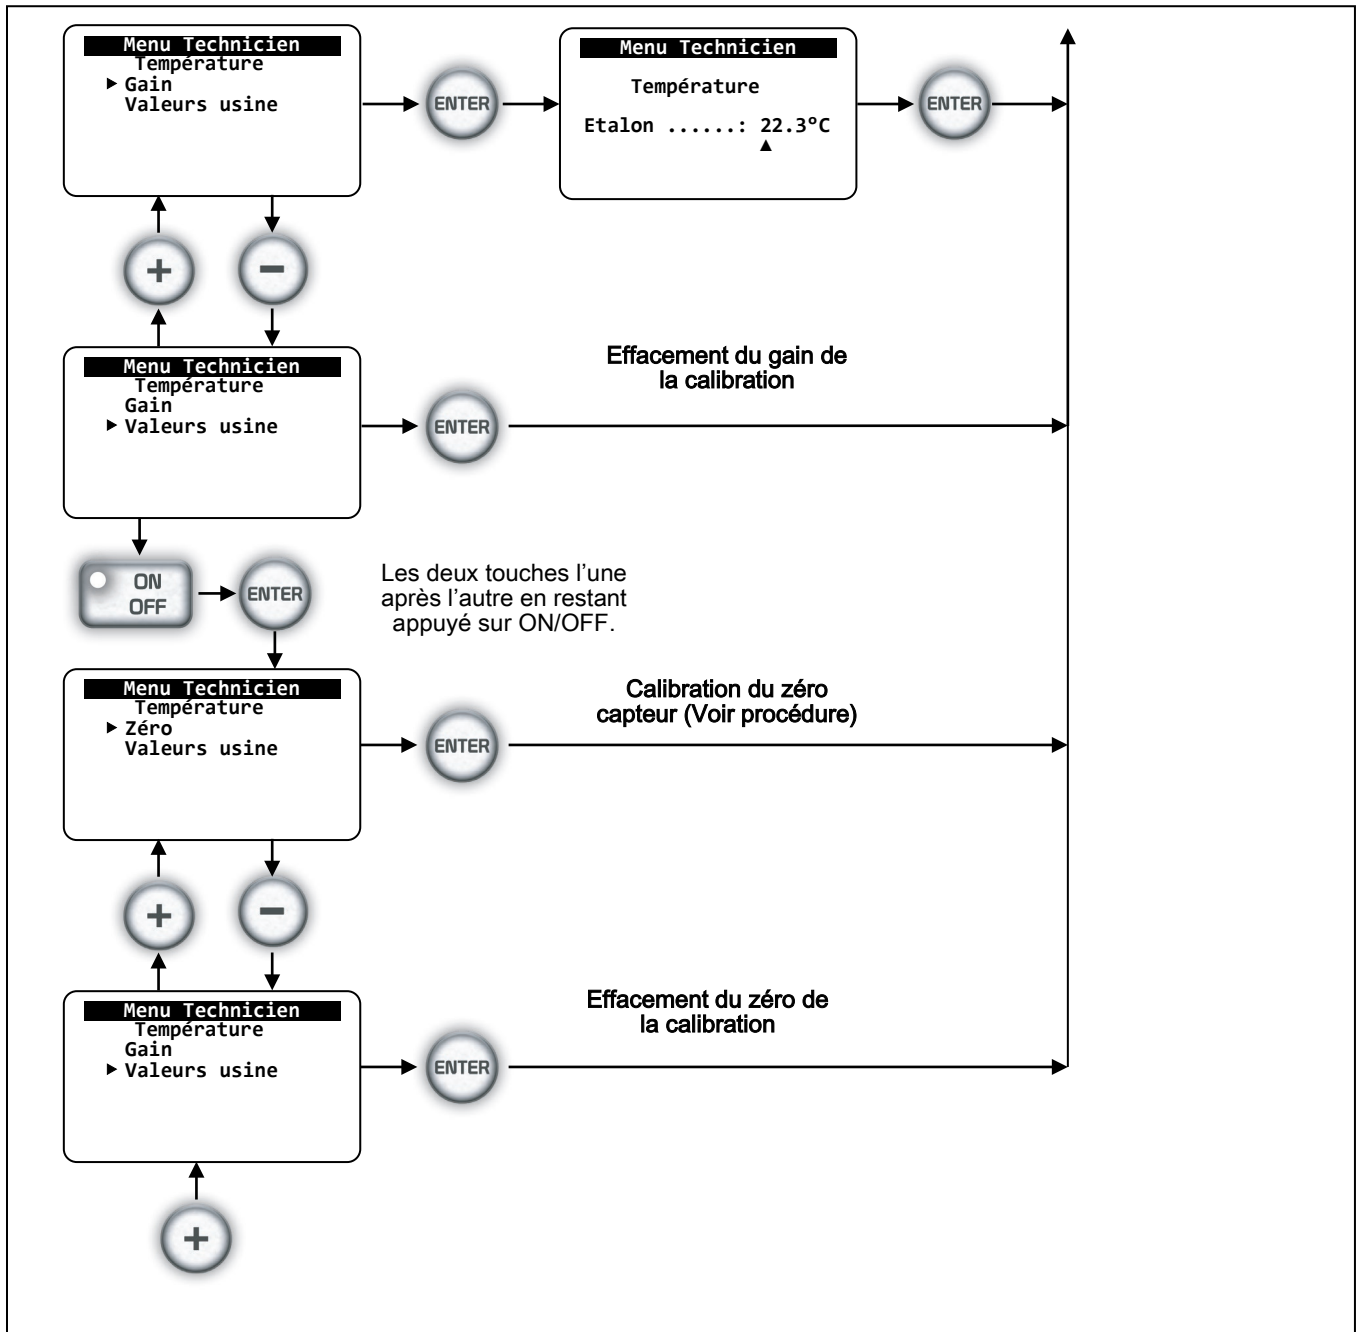 Menu Technicien
Température
► Gain
Valeurs usine
ENTER
Menu Technicien
Température
Etalon ......: 22.3°C
▲
ENTER
+
−
Menu Technicien
Température
Gain
► Valeurs usine
ENTER
Effacement du gain de
la calibration
ON
OFF
ENTER
Les deux touches l’une
après l’autre en restant
appuyé sur ON/OFF.
Menu Technicien
Température
► Zéro
Valeurs usine
ENTER
Calibration du zéro
capteur (Voir procédure)
+
−
Menu Technicien
Température
Gain
► Valeurs usine
ENTER
Effacement du zéro de
la calibration
+